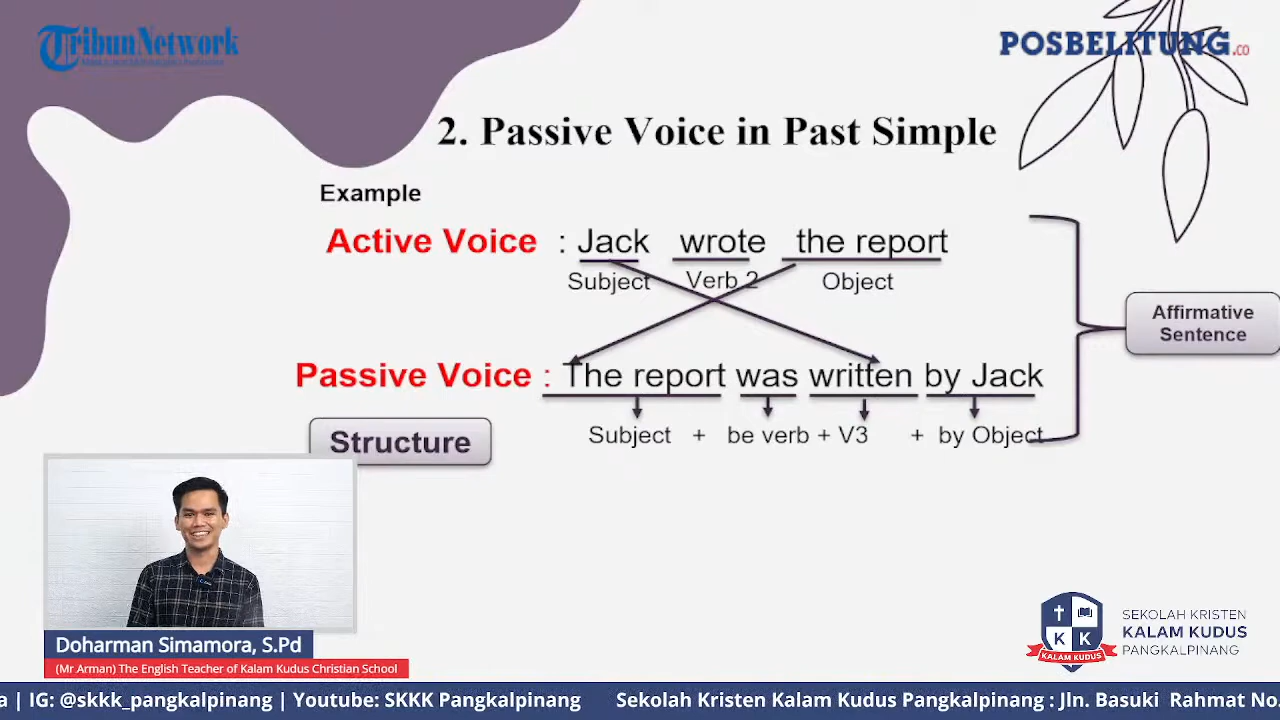 TribunNetwork
POSBELITUNG.CO
2. Passive Voice in Past Simple
Example
Active Voice : Jack wrote the report
Subject Verb 2 Object
Affirmative
Sentence
Passive Voice : The report was written by Jack
Subject + be verb + V3 + by Object
Structure
Doharman Simamora, S.Pd
(Mr Arman) The English Teacher of Kalam Kudus Christian School
K K
KALAM KUDUS
SEKOLAH KRISTEN
KALAM KUDUS
PANGKALPINANG
a | IG: @skkk_pangkalpinang | Youtube: SKKK Pangkalpinang Sekolah Kristen Kalam Kudus Pangkalpinang : Jln. Basuki Rahmat No,